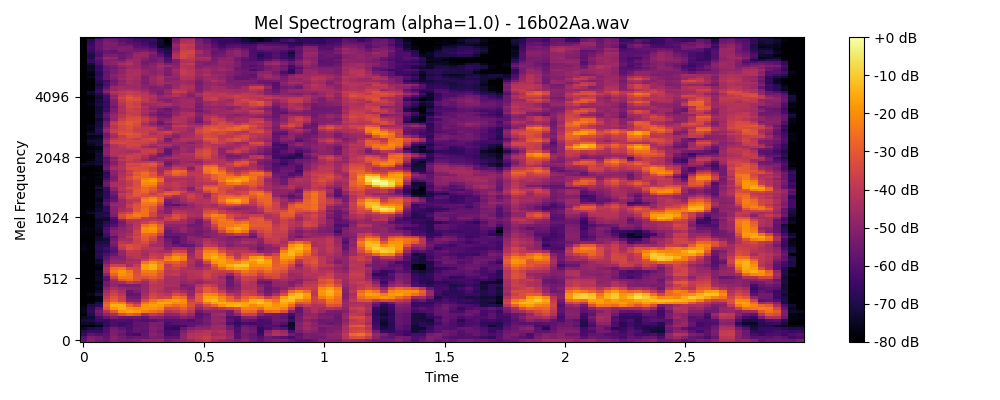 Mel Spectrogram (alpha=1.0) - 16b02Aa.wav
Mel Frequency
4096
2048
1024
512
0
0
0.5
1
1.5
2
2.5
Time
+0 dB
-10 dB
-20 dB
-30 dB
-40 dB
-50 dB
-60 dB
-70 dB
-80 dB